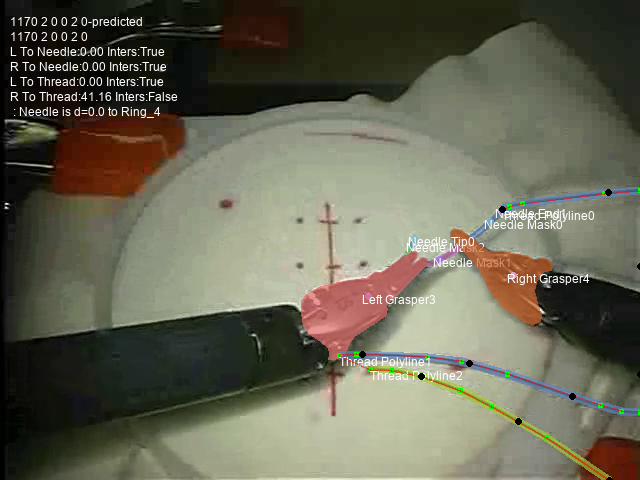 1170 2 0 0 2 0-predicted
1170 2 0 0 2 0
L To Needle:0.00 Inters:True
R To Needle:0.00 Inters:True
L To Thread:0.00 Inters:True
R To Thread:41.16 Inters:False
: Needle is d=0.0 to Ring_4
Thread Polyline0
Needle Mask0
Needle Tip0
Needle Mask2
Needle Mask1
Right Grasper4
Left Grasper3
Thread Polyline1
Thread Polyline2